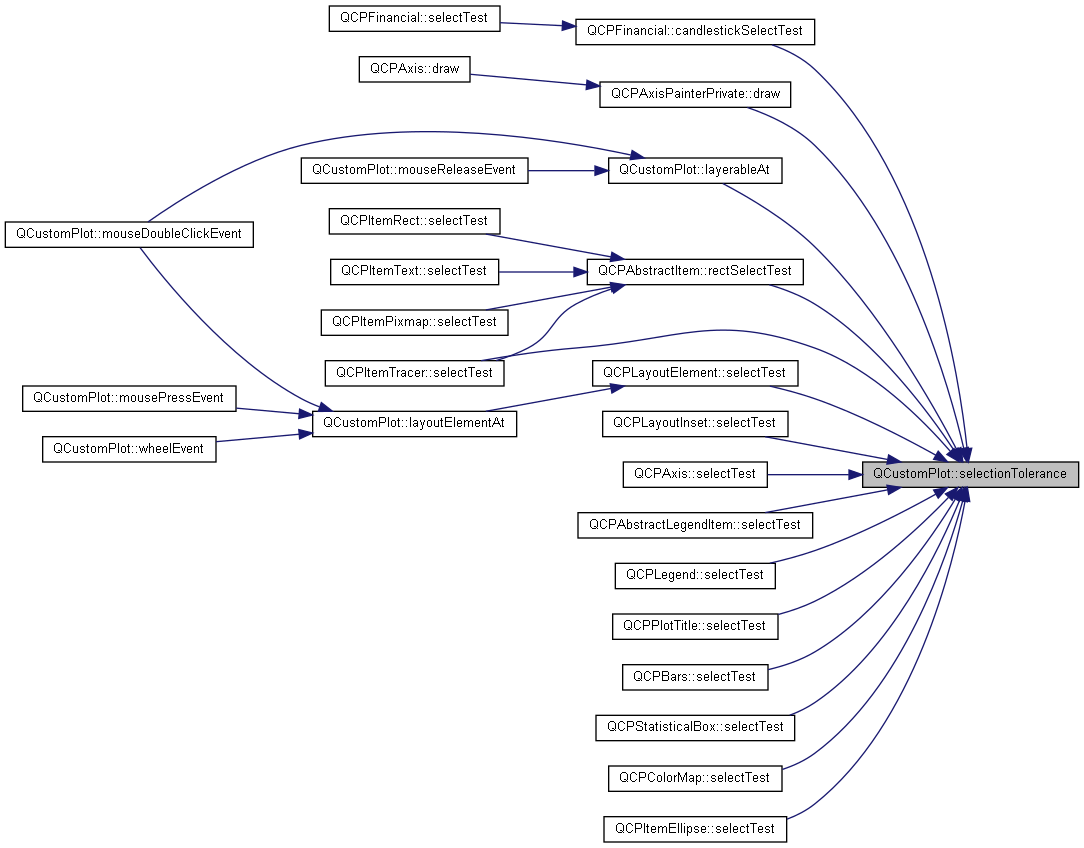 QCPFinancial::selectTest
QCPFinancial::candlestickSelectTest
QCPAxis::draw
QCPAxisPainterPrivate::draw
QCustomPlot::mouseReleaseEvent
QCustomPlot::layerableAt
QCPItemRect::selectTest
QCustomPlot::mouseDoubleClickEvent
QCPItemText::selectTest
QCPAbstractItem::rectSelectTest
QCPItemPixmap::selectTest
QCPItemTracer::selectTest
QCPLayoutElement::selectTest
QCustomPlot::mousePressEvent
QCustomPlot::layoutElementAt
QCPLayoutInset::selectTest
QCustomPlot::wheelEvent
QCPAxis::selectTest
QCustomPlot::selectionTolerance
QCPAbstractLegendItem::selectTest
QCPLegend::selectTest
QCPPlotTitle::selectTest
QCPBars::selectTest
QCPStatisticalBox::selectTest
QCPColorMap::selectTest
QCPItemEllipse::selectTest